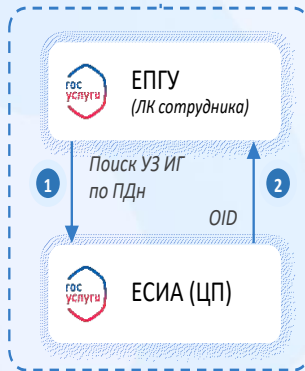 гос
услуги
ЕПГУ
(ЛК сотрудника)
1
Поиск УЗ ИГ
по ПДн
2
OID
гос
услуги
ЕСИА (ЦП)